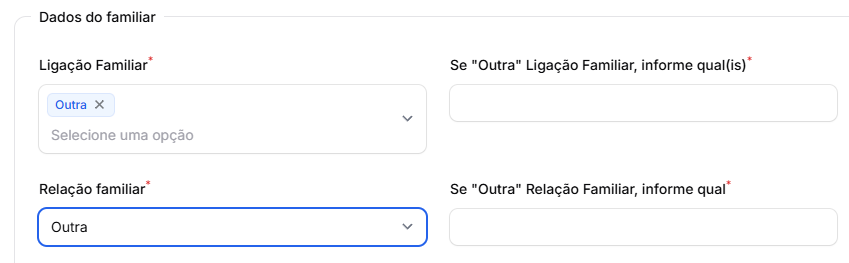 Dados do familiar
Ligação Familiar*
Se "Outra" Ligação Familiar, informe qual(is)*
Outra ×
Selecione uma opção
Relação familiar*
Se "Outra" Relação Familiar, informe qual*
Outra